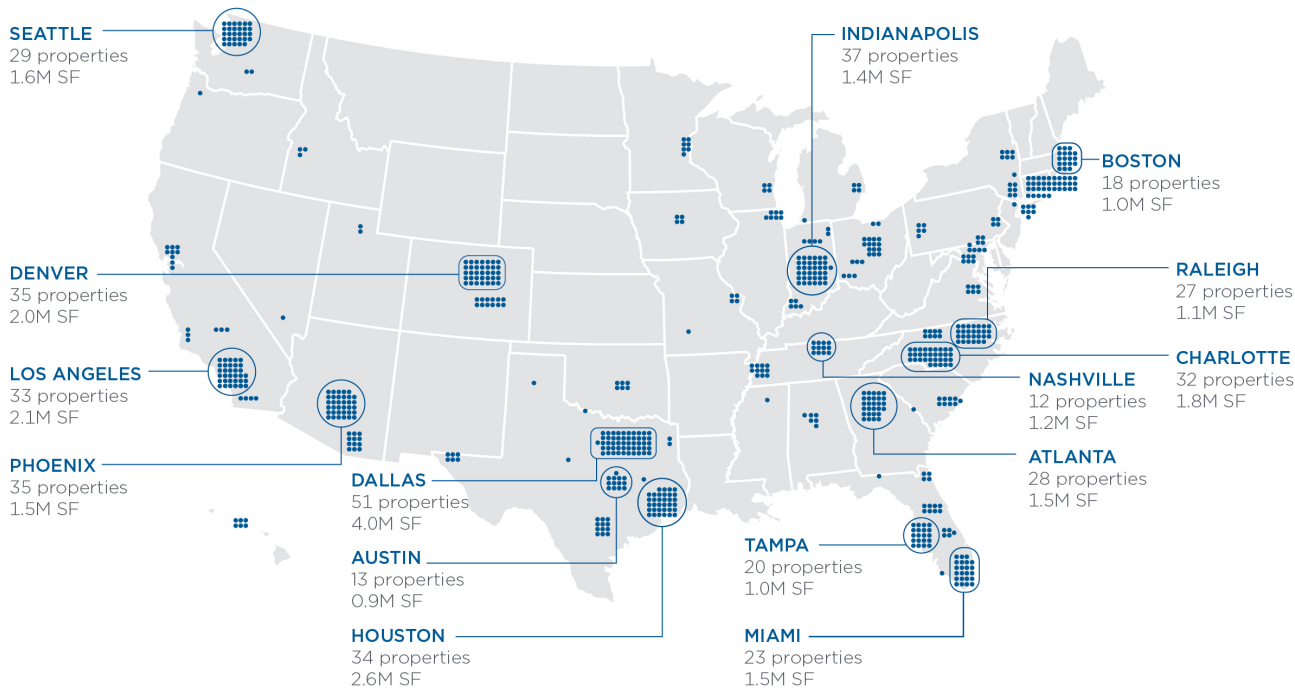 SEATTLE
29 properties
1.6M SF
INDIANAPOLIS
37 properties
1.4M SF
BOSTON
18 properties
1.0M SF
DENVER
35 properties
2.0M SF
RALEIGH
27 properties
1.1M SF
LOS ANGELES
33 properties
2.1M SF
CHARLOTTE
32 properties
1.8M SF
NASHVILLE
12 properties
1.2M SF
PHOENIX
35 properties
1.5M SF
DALLAS
51 properties
4.0M SF
ATLANTA
28 properties
1.5M SF
AUSTIN
13 properties
0.9M SF
TAMPA
20 properties
1.0M SF
HOUSTON
34 properties
2.6M SF
MIAMI
23 properties
1.5M SF